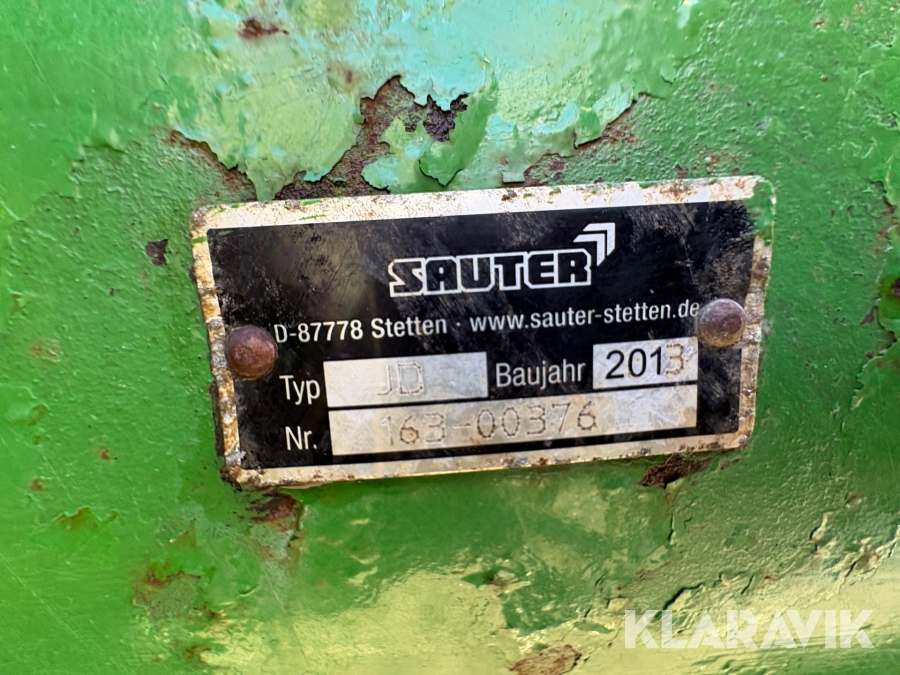 SAUTER
D-87778 Stetten · www.sauter-stetten.de
Typ JD Baujahr 2013
Nr. 163-00376
KLARAVIK